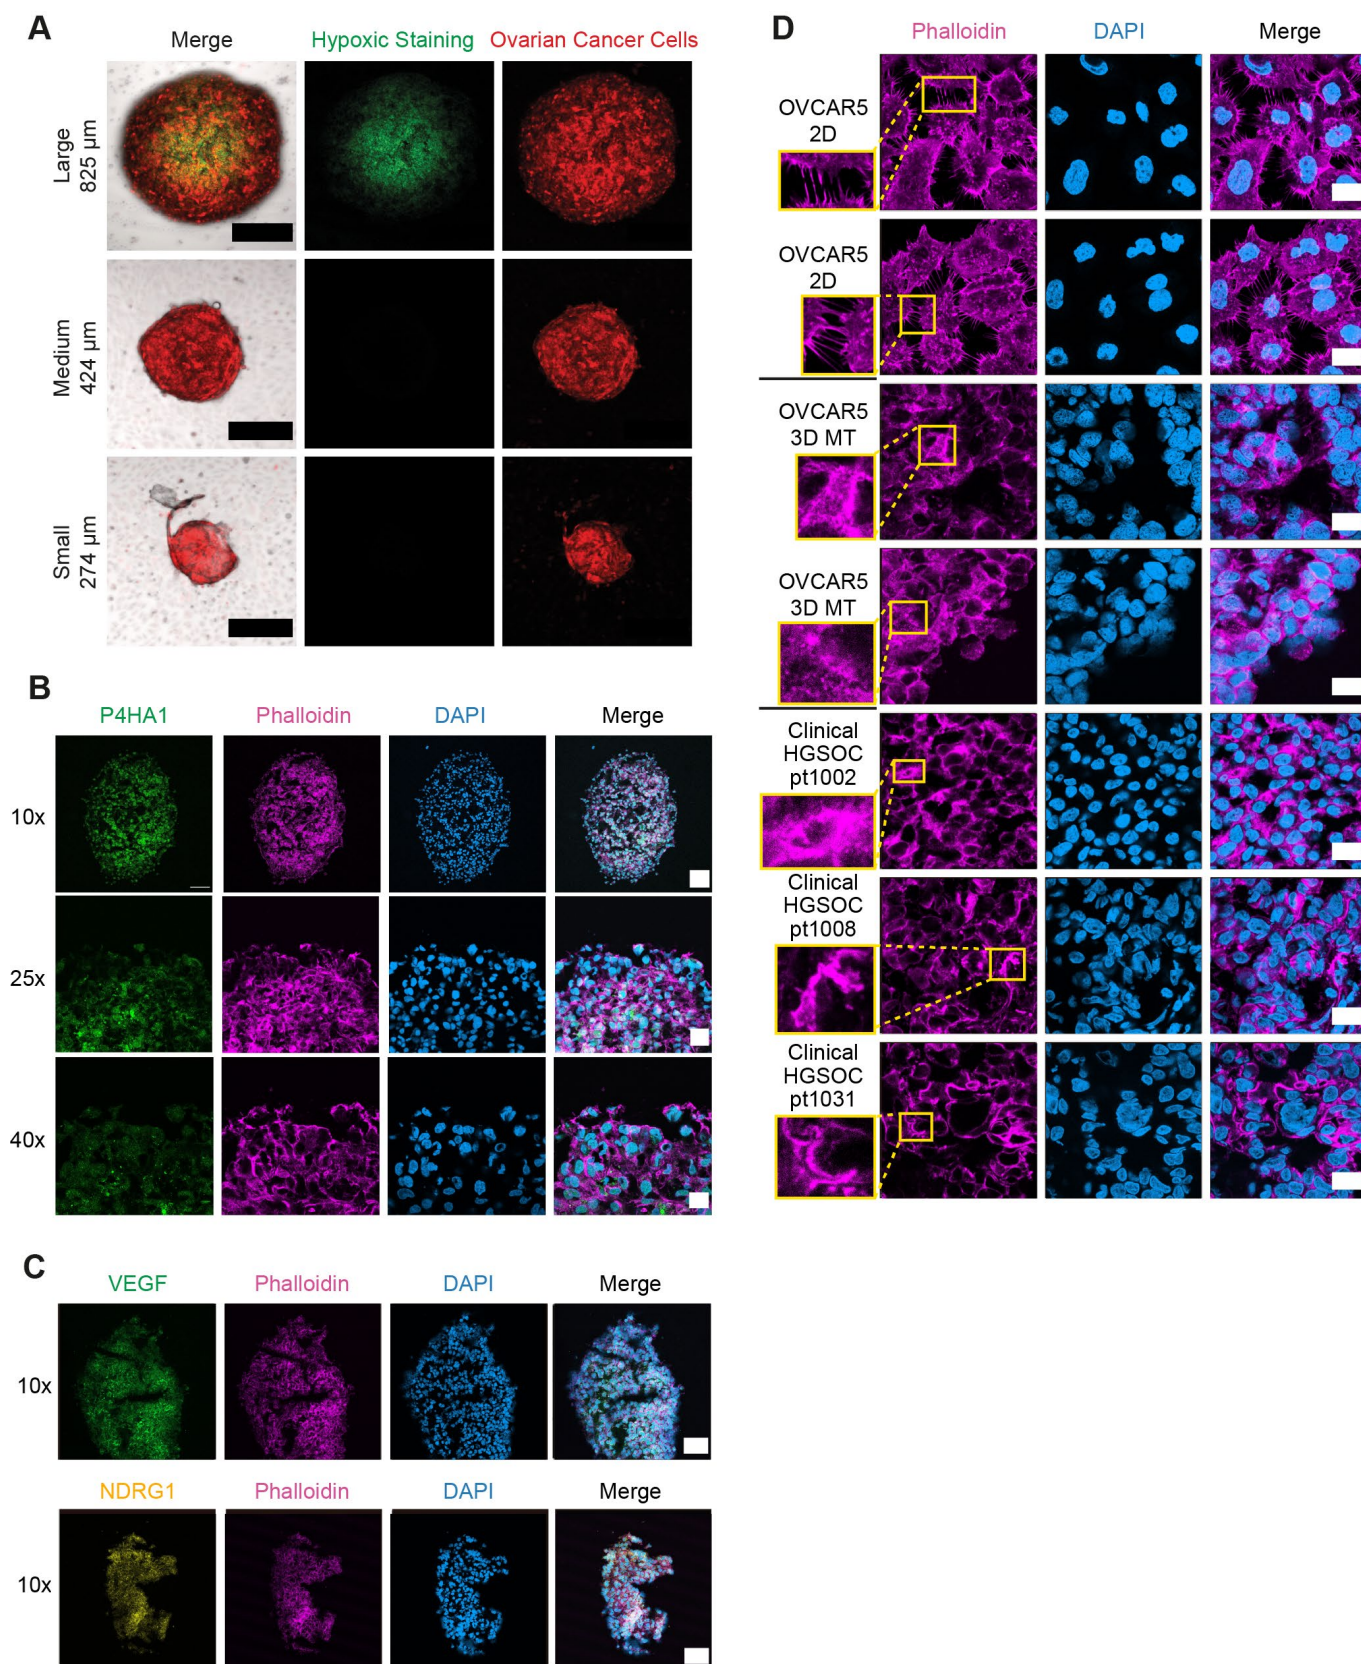 A
Merge
Hypoxic Staining
Ovarian Cancer Cells
Large
825 µm
Medium
424 µm
Small
274 µm
B
P4HA1
Phalloidin
DAPI
Merge
10x
25x
40x
C
VEGF
Phalloidin
DAPI
Merge
10x
NDRG1
Phalloidin
DAPI
Merge
10x
D
Phalloidin
DAPI
Merge
OVCAR5
2D
OVCAR5
2D
OVCAR5
3D MT
OVCAR5
3D MT
Clinical
HGSOC
pt1002
Clinical
HGSOC
pt1008
Clinical
HGSOC
pt1031